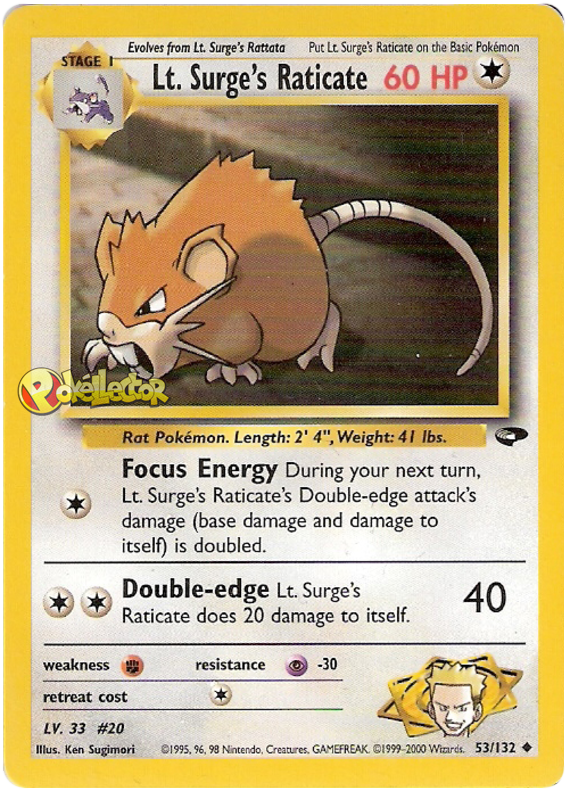 Evolves from Lt. Surge's Rattata Put Lt. Surge's Raticate on the Basic Pokémon
STAGE 1
Lt. Surge's Raticate 60 HP
Pokellector
Rat Pokémon. Length: 2' 4", Weight: 41 lbs.
Focus Energy During your next turn,
Lt. Surge's Raticate's Double-edge attack's
damage (base damage and damage to
itself) is doubled.
Double-edge Lt. Surge's
Raticate does 20 damage to itself.
40
weakness resistance -30
retreat cost
LV. 33 #20
Illus. Ken Sugimori ©1995, 96, 98 Nintendo, Creatures, GAMEFREAK. ©1999-2000 Wizards. 53/132